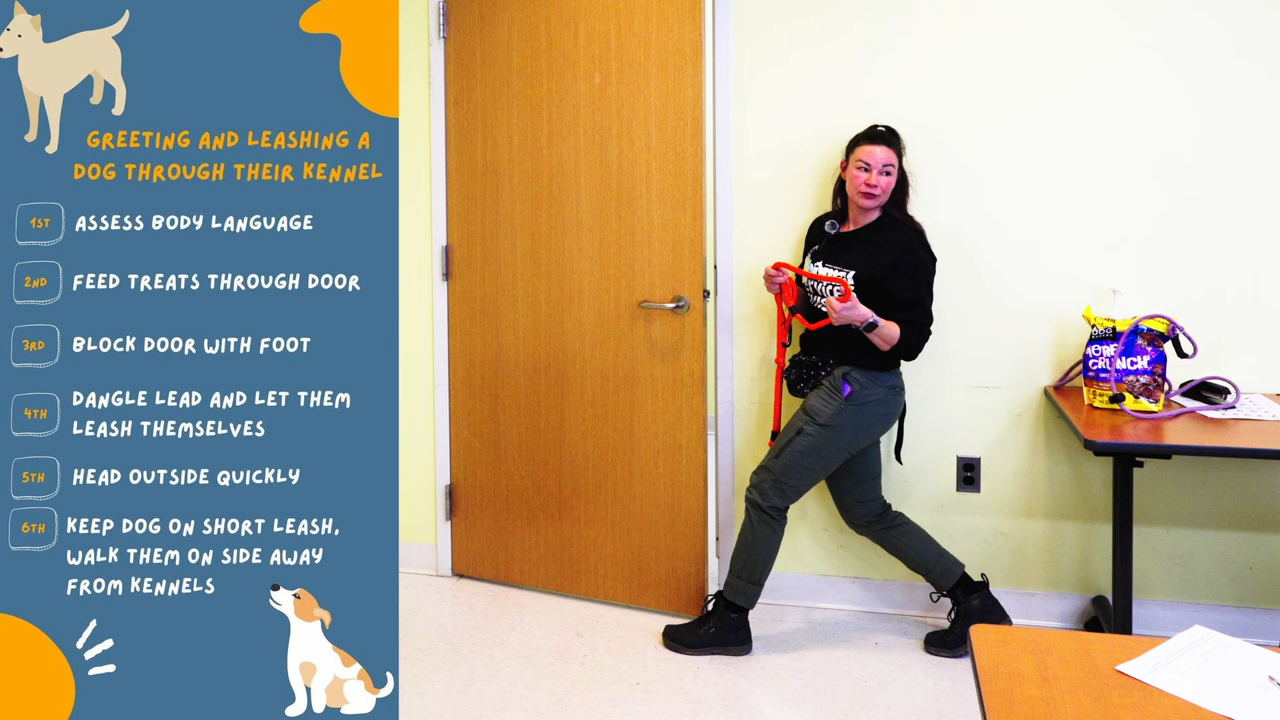 GREETING AND LEASHING A
DOG THROUGH THEIR KENNEL
1ST ASSESS BODY LANGUAGE
2ND FEED TREATS THROUGH DOOR
3RD BLOCK DOOR WITH FOOT
4TH DANGLE LEAD AND LET THEM
LEASH THEMSELVES
5TH HEAD OUTSIDE QUICKLY
6TH KEEP DOG ON SHORT LEASH,
WALK THEM ON SIDE AWAY
FROM KENNELS
DOG
MORE
CRUNCH